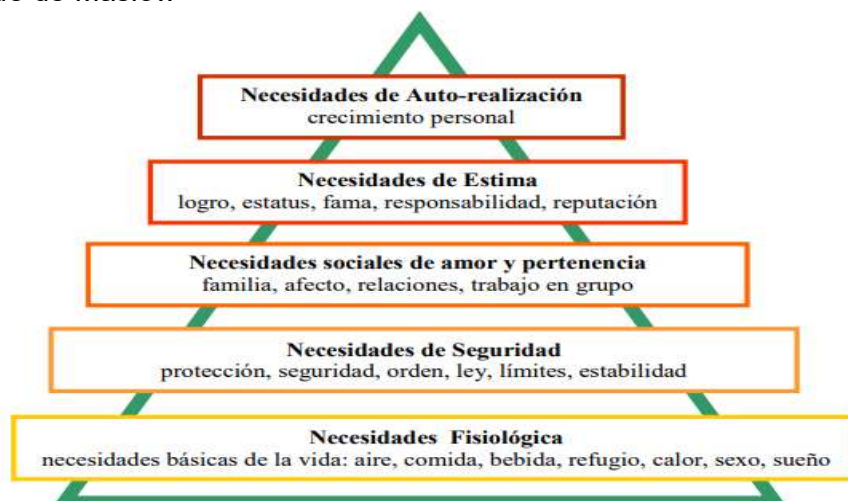 Necesidades de Auto-realización
crecimiento personal
Necesidades de Estima
logro, estatus, fama, responsabilidad, reputación
Necesidades sociales de amor y pertenencia
familia, afecto, relaciones, trabajo en grupo
Necesidades de Seguridad
protección, seguridad, orden, ley, límites, estabilidad
Necesidades Fisiológica
necesidades básicas de la vida: aire, comida, bebida, refugio, calor, sexo, sueño